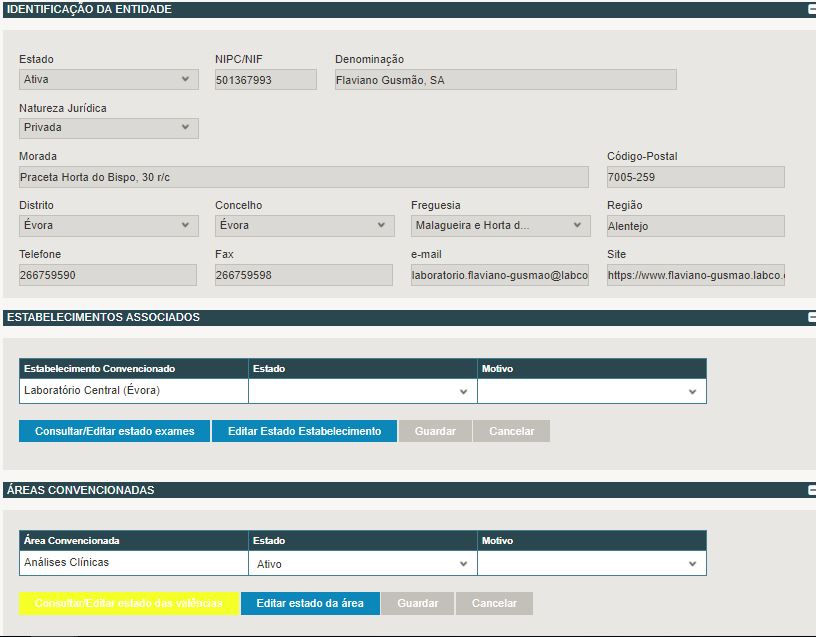 IDENTIFICAÇÃO DA ENTIDADE
Estado NIPC/NIF Denominação
Ativa 501367993 Flaviano Gusmão, SA
Natureza Jurídica
Privada
Morada Código-Postal
Praceta Horta do Bispo, 30 r/c 7005-259
Distrito Concelho Freguesia Região
Évora Évora Malagueira e Horta d... Alentejo
Telefone Fax e-mail Site
266759590 266759598 laboratorio.flaviano-gusmao@labco https://www.flaviano-gusmao.labco.
ESTABELECIMENTOS ASSOCIADOS
Estabelecimento Convencionado Estado Motivo
Laboratório Central (Évora)
Consultar/Editar estado exames Editar Estado Estabelecimento Guardar Cancelar
ÁREAS CONVENCIONADAS
Área Convencionada Estado Motivo
Análises Clínicas Ativo
Consultar/Editar estado das valências Editar estado da área Guardar Cancelar